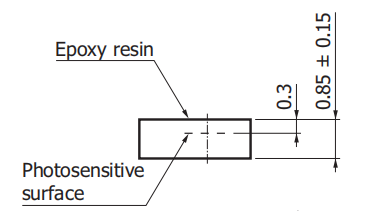 Epoxy resin
0.3
0.85 ± 0.15
Photosensitive
surface